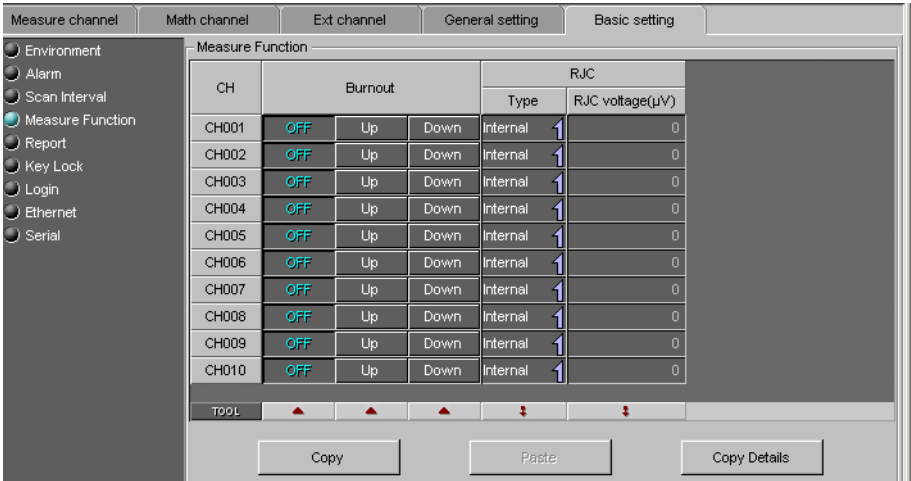 Measure channel Math channel Ext channel General setting Basic setting
Environment
Alarm
Scan Interval
Measure Function
Report
Key Lock
Login
Ethernet
Serial
Measure Function
CH Burnout RJC
Type RJC voltage(µV)
CH001 OFF Up Down Internal 0
CH002 OFF Up Down Internal 0
CH003 OFF Up Down Internal 0
CH004 OFF Up Down Internal 0
CH005 OFF Up Down Internal 0
CH006 OFF Up Down Internal 0
CH007 OFF Up Down Internal 0
CH008 OFF Up Down Internal 0
CH009 OFF Up Down Internal 0
CH010 OFF Up Down Internal 0
TOOL
Copy Paste Copy Details